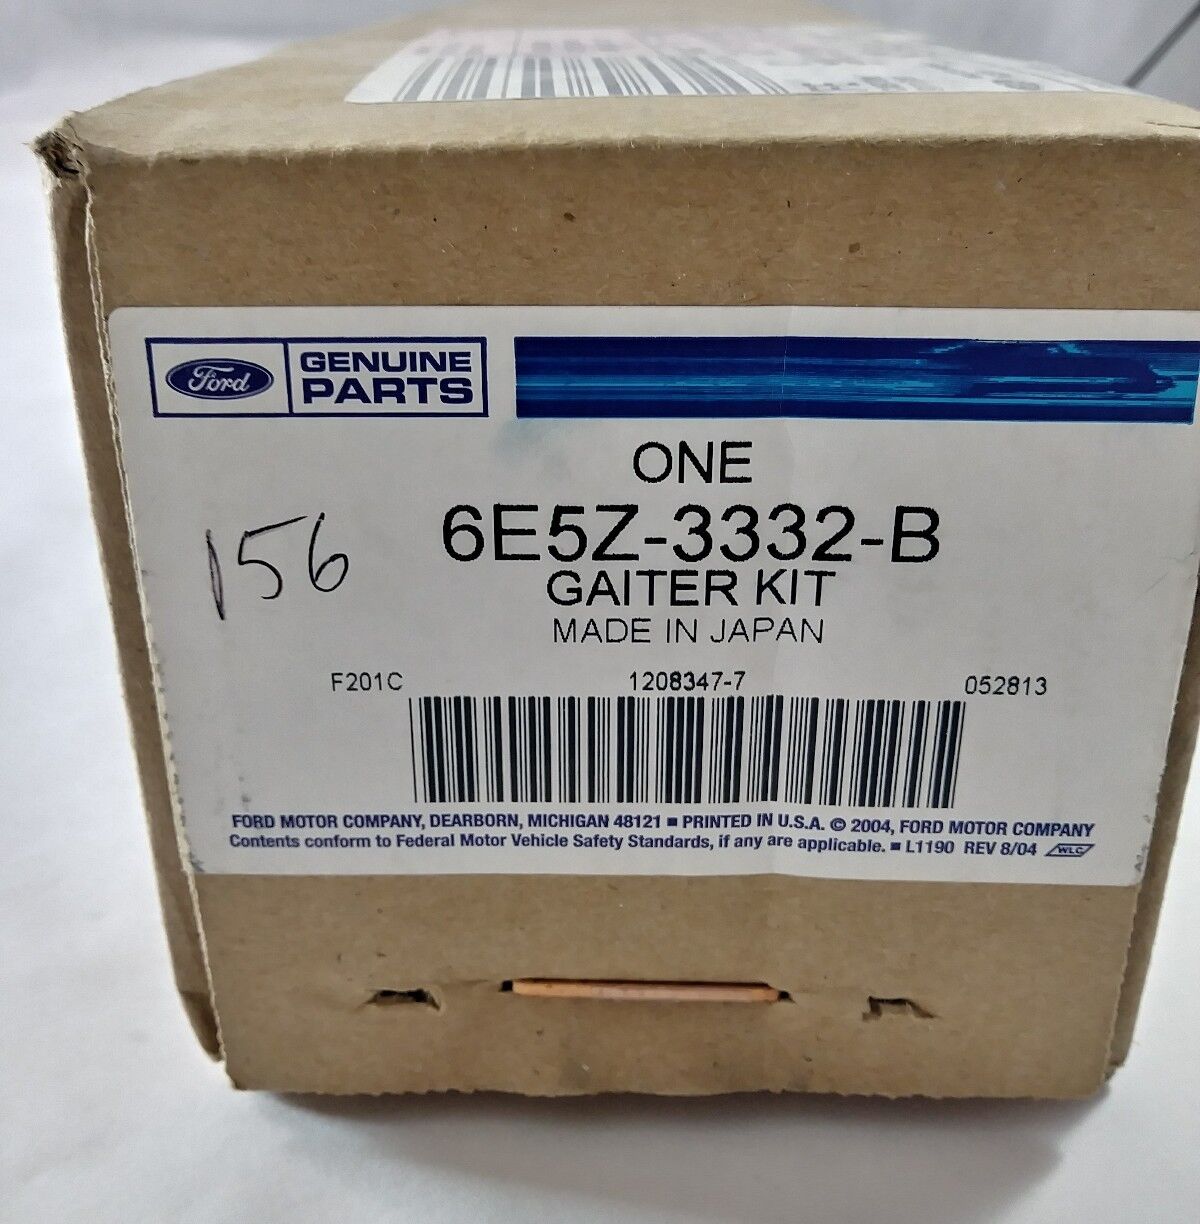 Ford
GENUINE
PARTS
ONE
6E5Z-3332-B
GAITER KIT
MADE IN JAPAN
156
F201C 1208347-7 052813
FORD MOTOR COMPANY, DEARBORN, MICHIGAN 48121 ■ PRINTED IN U.S.A. © 2004, FORD MOTOR COMPANY
Contents conform to Federal Motor Vehicle Safety Standards, if any are applicable. ■ L1190 REV 8/04 WLC